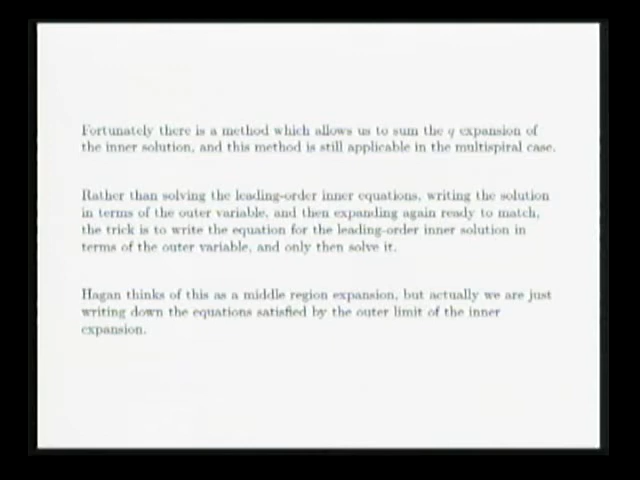 Fortunately there is a method which allows us to sum the q expansion of
the inner solution, and this method is still applicable in the multispiral case.
Rather than solving the leading-order inner equations, writing the solution
in terms of the outer variable, and then expanding again ready to match,
the trick is to write the equation for the leading-order inner solution in
terms of the outer variable, and only then solve it.
Hagan thinks of this as a middle region expansion, but actually we are just
writing down the equations satisfied by the outer limit of the inner
expansion.